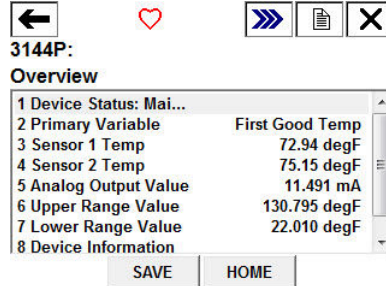 3144P:
Overview
1 Device Status: Mai...
2 Primary Variable First Good Temp
3 Sensor 1 Temp 72.94 degF
4 Sensor 2 Temp 75.15 degF
5 Analog Output Value 11.491 mA
6 Upper Range Value 130.795 degF
7 Lower Range Value 22.010 degF
8 Device Information
SAVE HOME